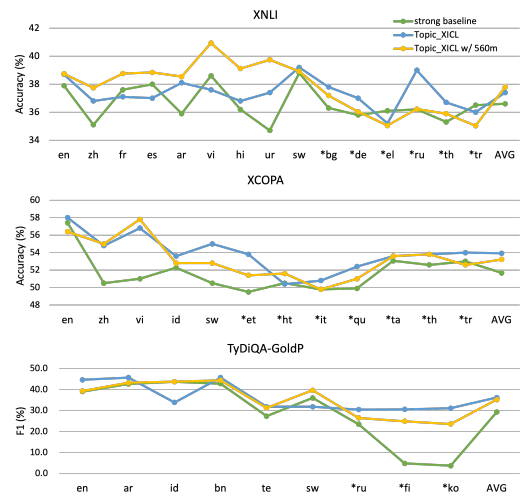 XNLI
strong baseline
Topic_XICL
Topic_XICL w/ 560m
Accuracy (%)
42
40
38
36
34
en zh fr es ar vi hi ur sw *bg *de *el *ru *th *tr AVG
XCOPA
Accuracy (%)
60
58
56
54
52
50
48
en zh vi id sw *et *ht *it *qu *ta *th *tr AVG
TyDiQA-GoldP
F1 (%)
50.0
40.0
30.0
20.0
10.0
0.0
en ar id bn te sw *ru *fi *ko AVG